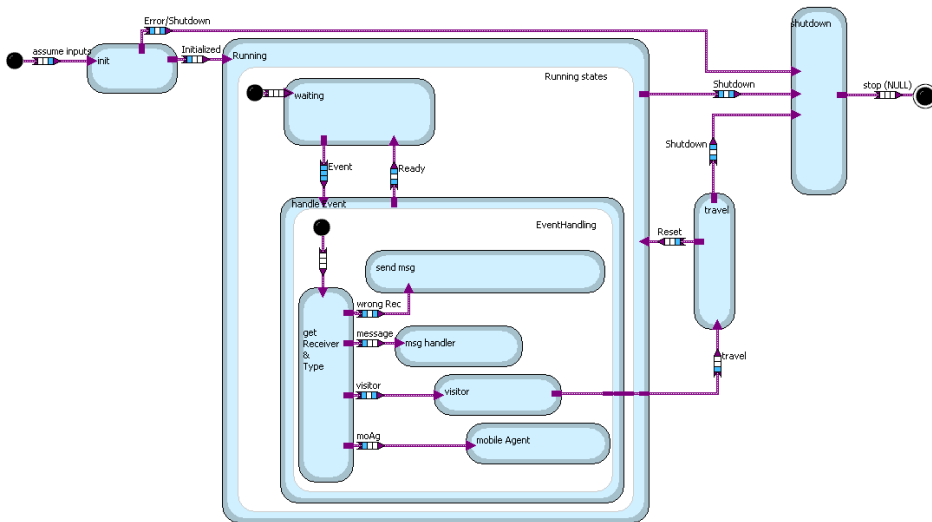 Error/Shutdown
shutdown
assume inputs
init
Initialized
Running
Running states
waiting
Shutdown
stop (NULL)
Event
Ready
Shutdown
handle Event
travel
EventHandling
Reset
send msg
wrong Rec
get
Receiver
&
Type
message
msg handler
travel
visitor
visitor
moAg
mobile Agent